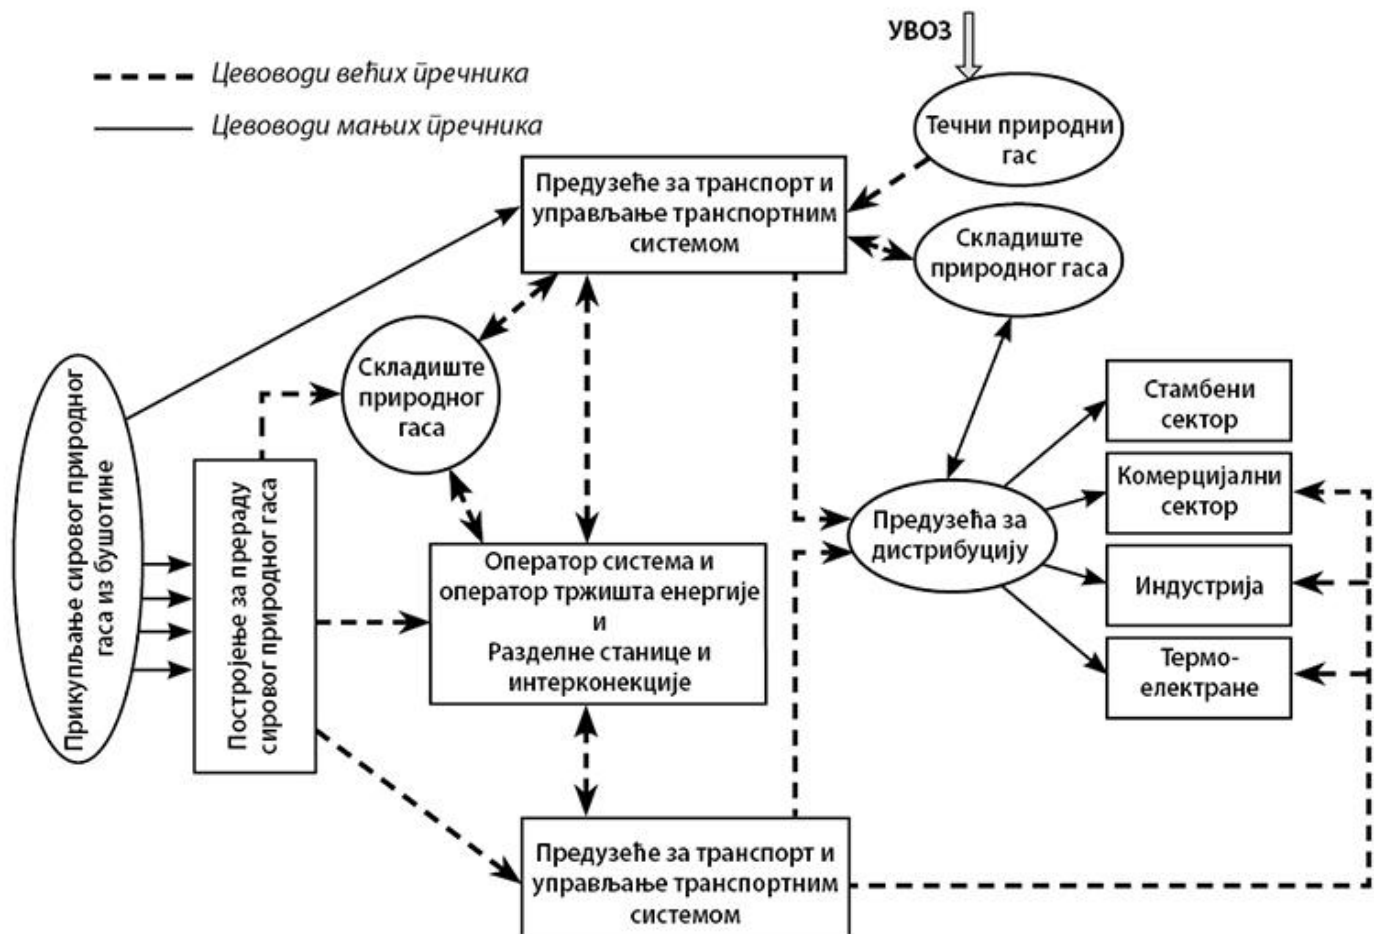 УВОЗ
Цевоводи већих пречника
Цевоводи мањих пречника
Течни природни
гас
Предузеће за транспорт и
управљање транспортним
системом
Складиште
природног гаса
Складиште
природног
гаса
Стамбени
сектор
Комерцијални
сектор
Индустрија
Термо-
електране
Предузећа за
дистрибуцију
Прикупљање сировог природног
гаса из бушотине
Постројење за прераду
сировог природног гаса
Оператор система и
оператор тржишта енергије
и
Разделне станице и
интерконекције
Предузеће за транспорт и
управљање транспортним
системом